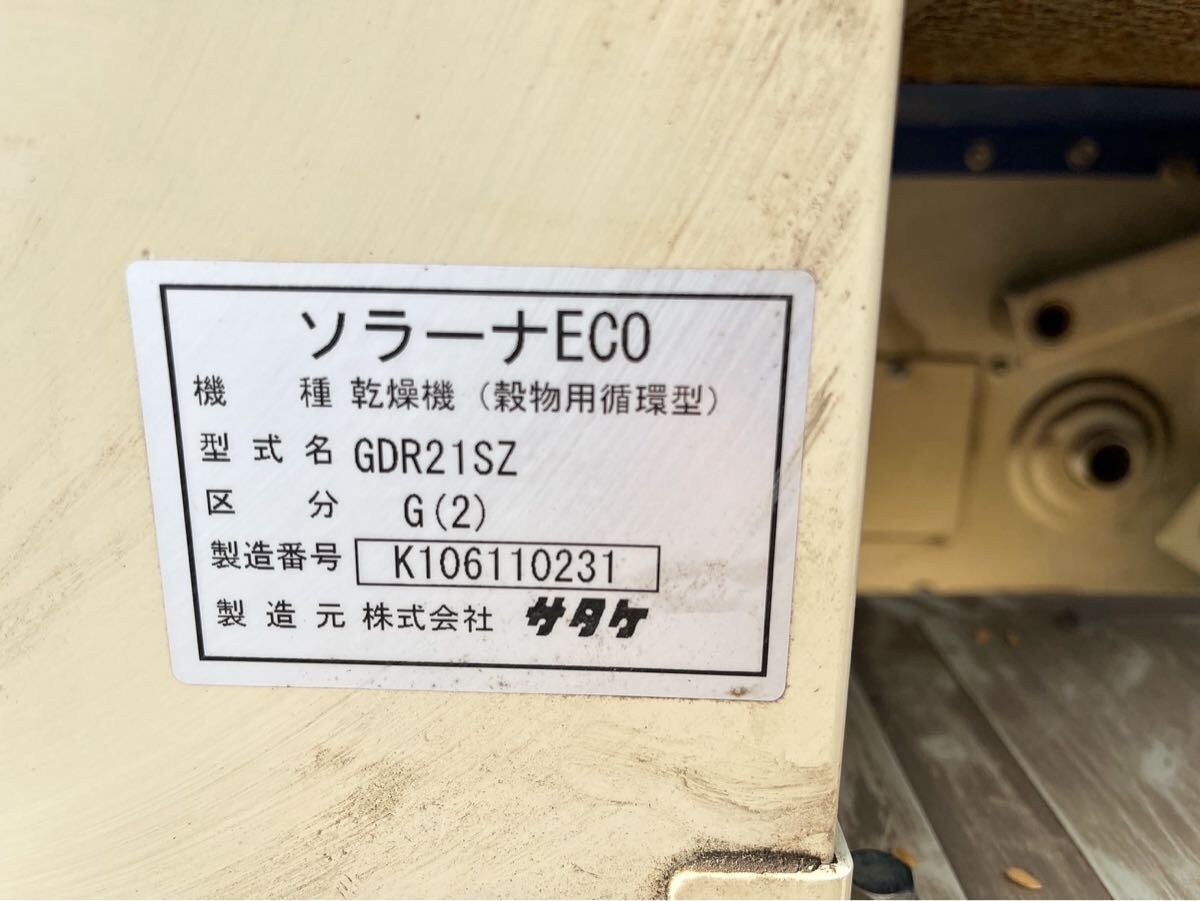 ソラーナECO
機種 乾燥機（穀物用循環型）
型式名 GDR21SZ
区分 G(2)
製造番号 K106110231
製造元 株式会社 サタケ